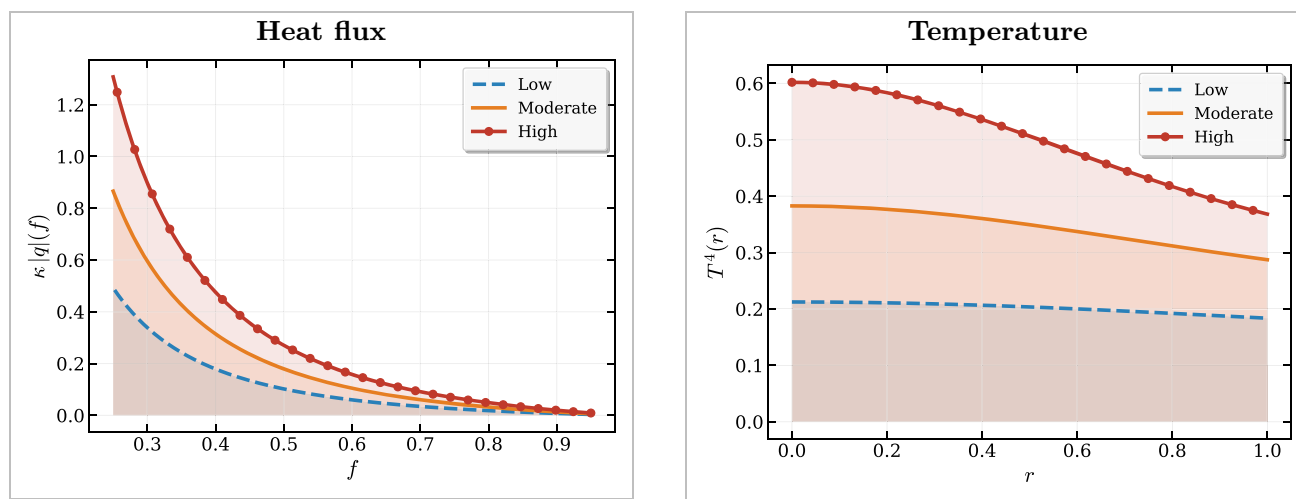 Heat flux
κ |q|(f)
1.2
1.0
0.8
0.6
0.4
0.2
0.0
Low
Moderate
High
0.3 0.4 0.5 0.6 0.7 0.8 0.9
f
Temperature
T⁴(r)
0.6
0.5
0.4
0.3
0.2
0.1
0.0
Low
Moderate
High
0.0 0.2 0.4 0.6 0.8 1.0
r